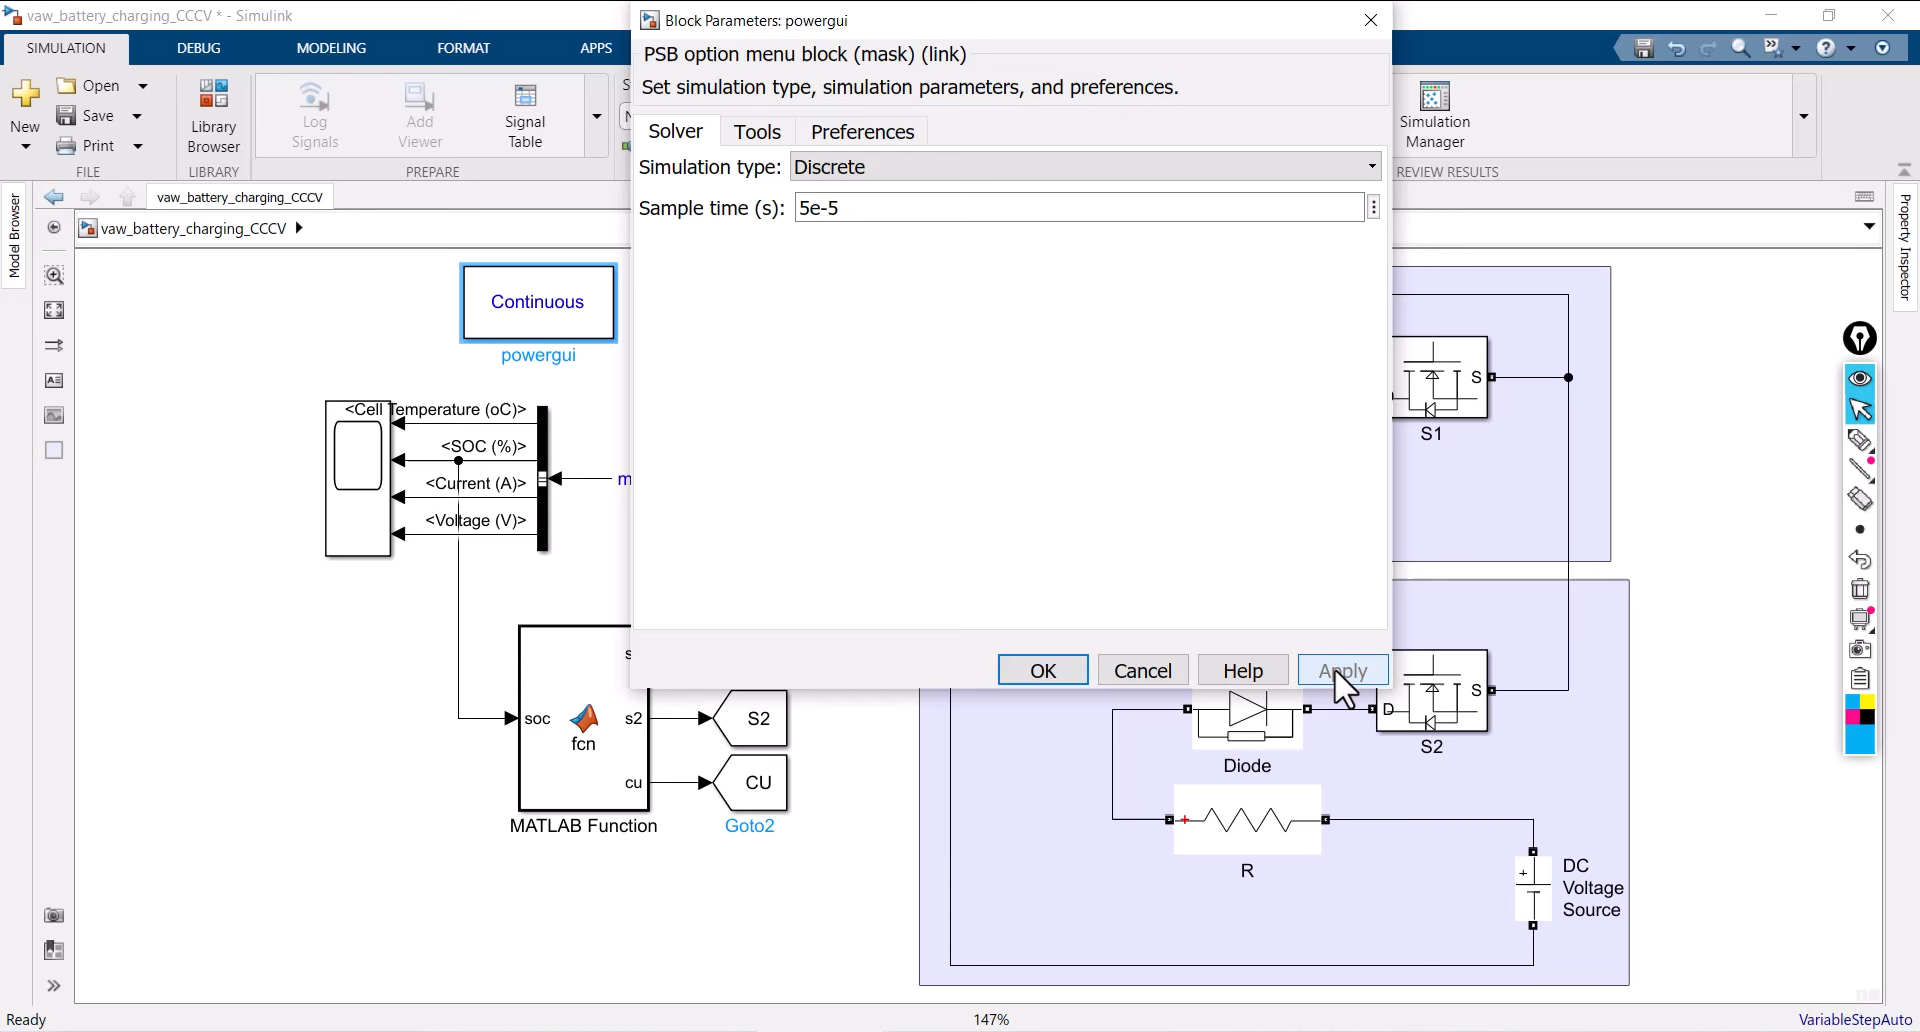 vaw_battery_charging_CCCV * - Simulink
SIMULATION
DEBUG
MODELING
FORMAT
APPS
New
Open
Save
Print
FILE
Library
Browser
LIBRARY
Log
Signals
Add
Viewer
Signal
Table
PREPARE
Simulation
Manager
REVIEW RESULTS
Block Parameters: powergui
PSB option menu block (mask) (link)
Set simulation type, simulation parameters, and preferences.
Solver
Tools
Preferences
Simulation type:
Discrete
Sample time (s):
5e-5
OK
Cancel
Help
Apply
Model Browser
Property Inspector
vaw_battery_charging_CCCV
vaw_battery_charging_CCCV
Continuous
powergui
<Cell Temperature (oC)>
<SOC (%)>
<Current (A)>
<Voltage (V)>
m
soc
fcn
s2
cu
MATLAB Function
S2
CU
Goto2
S
S1
D
S
S2
Diode
+
R
+
DC
Voltage
Source
Ready
147%
VariableStepAuto